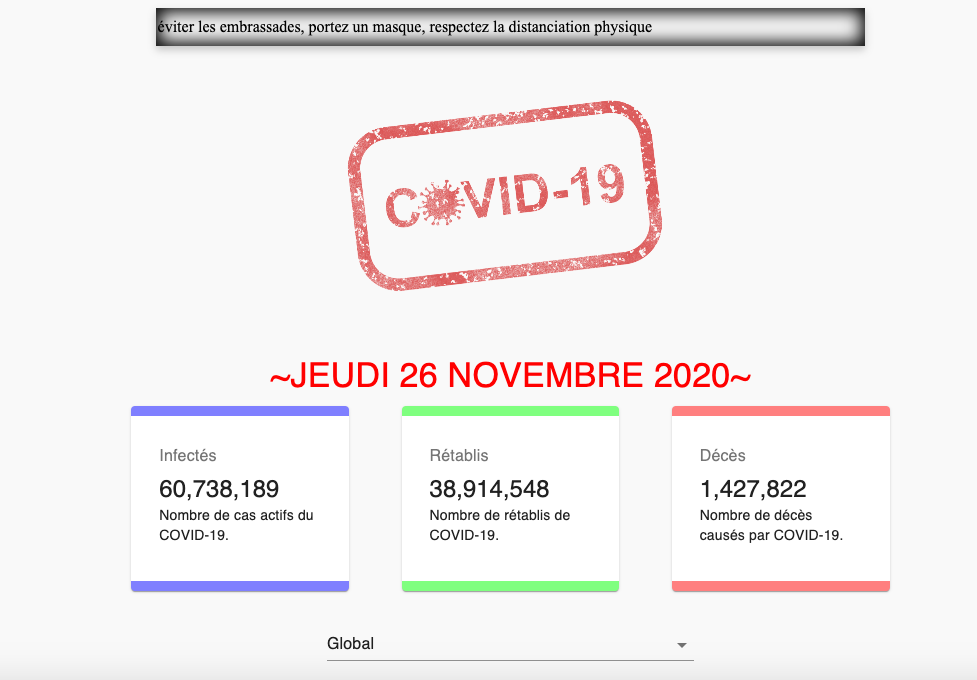 éviter les embrassades, portez un masque, respectez la distanciation physique
COVID-19
~JEUDI 26 NOVEMBRE 2020~
Infectés
60,738,189
Nombre de cas actifs du
COVID-19.
Rétablis
38,914,548
Nombre de rétablis de
COVID-19.
Décès
1,427,822
Nombre de décès
causés par COVID-19.
Global